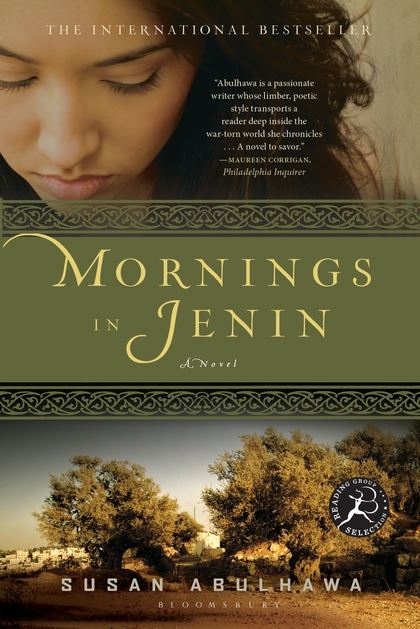 THE INTERNATIONAL BESTSELLER
“Abulhawa is a passionate
writer whose limber, poetic
style transports a
reader deep inside the
war-torn world she chronicles
. . . A novel to savor.”
—MAUREEN CORRIGAN,
Philadelphia Inquirer
MORNINGS
IN JENIN
A Novel
READING GROUP
SELECTION
SUSAN ABULHAWA
BLOOMSBURY